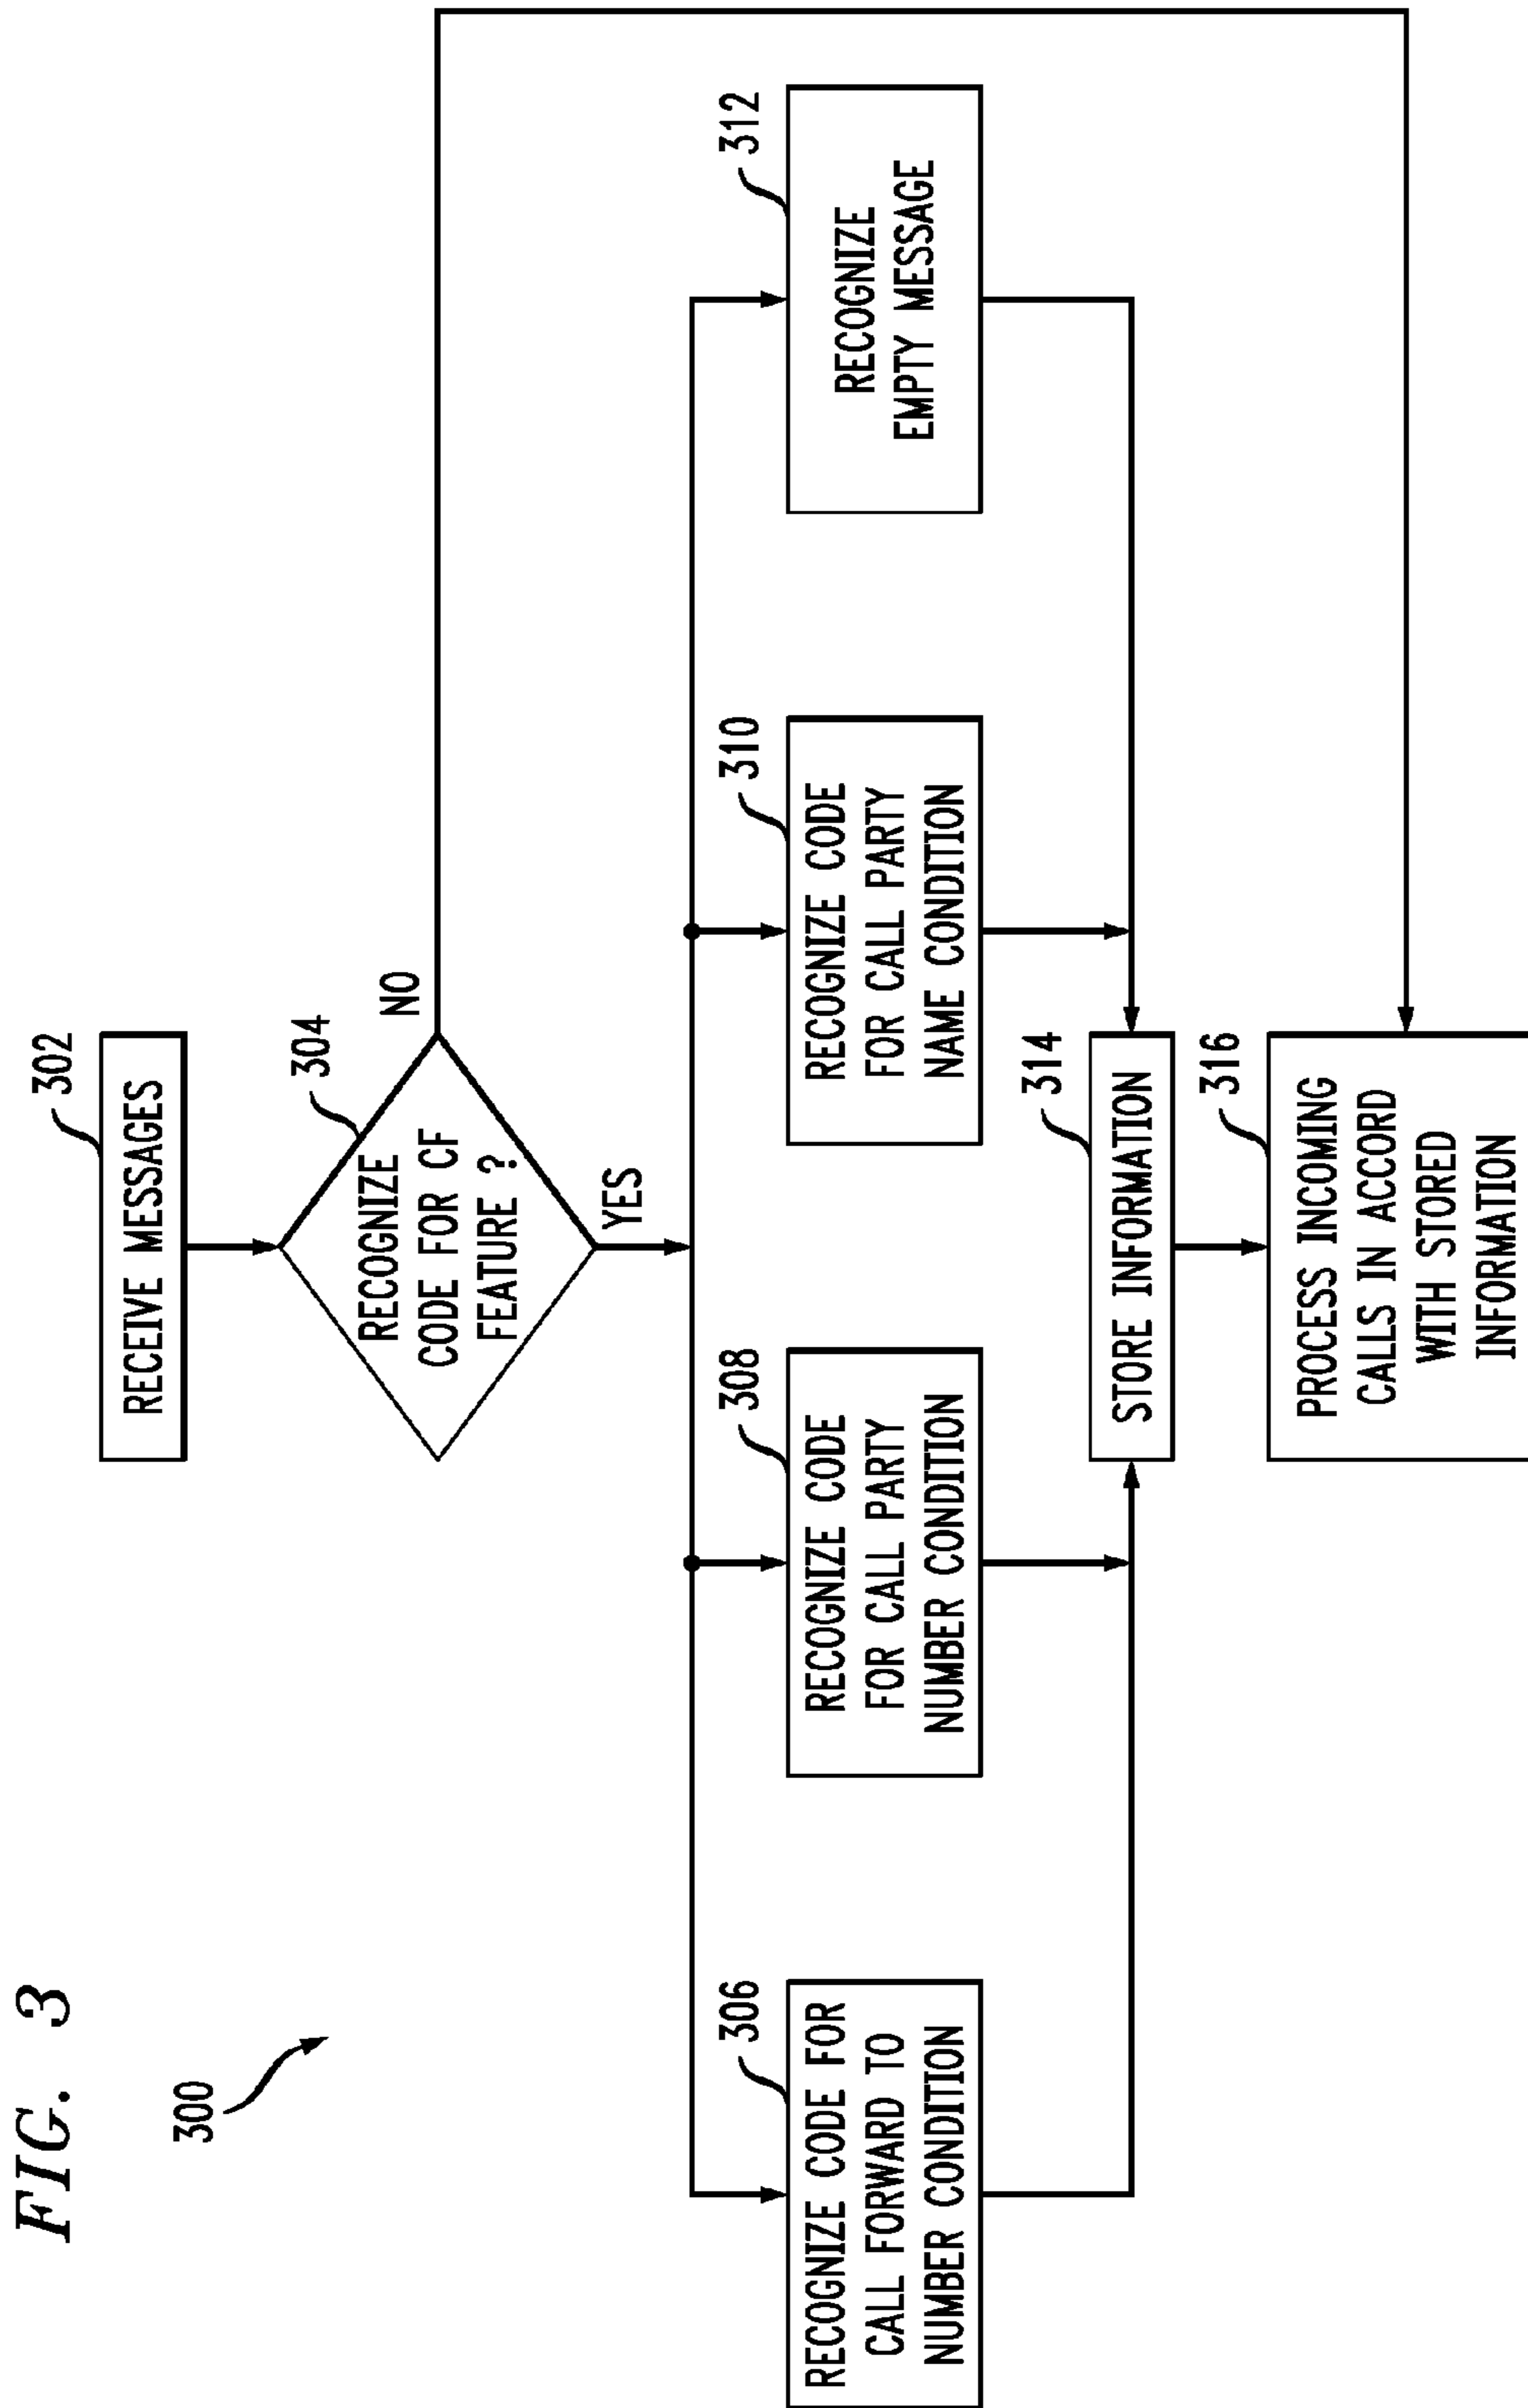 FIG. 3
300
302
RECEIVE MESSAGES
304
RECOGNIZE
CODE FOR CF
FEATURE ?
NO
YES
306
RECOGNIZE CODE FOR
CALL FORWARD TO
NUMBER CONDITION
308
RECOGNIZE CODE
FOR CALL PARTY
NUMBER CONDITION
310
RECOGNIZE CODE
FOR CALL PARTY
NAME CONDITION
312
RECOGNIZE
EMPTY MESSAGE
314
STORE INFORMATION
316
PROCESS INCOMING
CALLS IN ACCORD
WITH STORED
INFORMATION